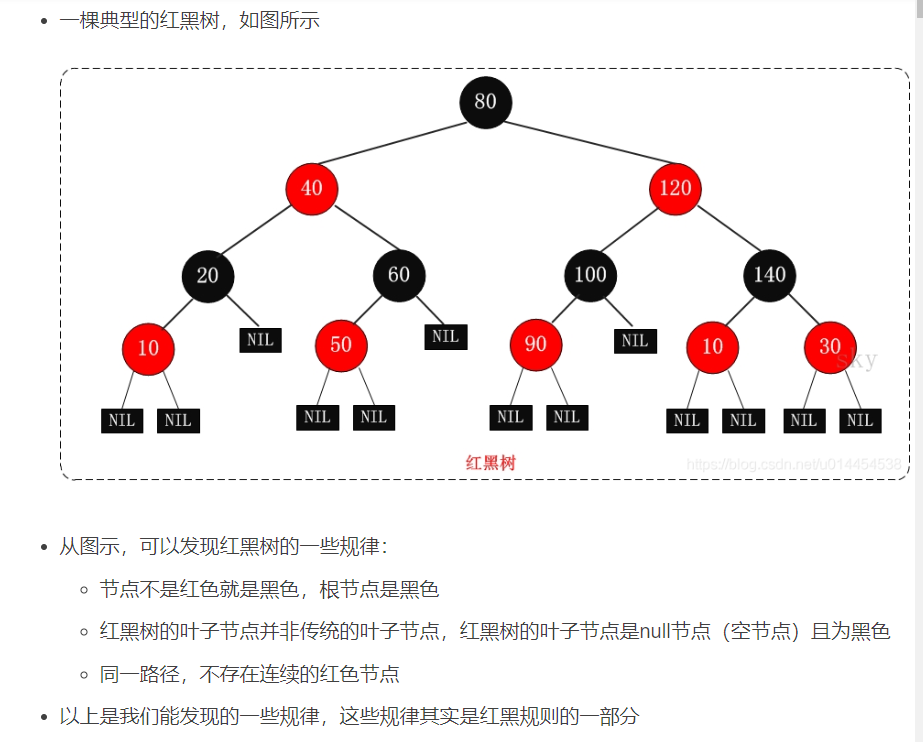 一棵典型的红黑树，如图所示
80
40
120
20
60
100
140
10
NIL
50
NIL
90
NIL
10
30
sky
NIL
NIL
NIL
NIL
NIL
NIL
NIL
NIL
NIL
NIL
红黑树
https://blog.csdn.net/u014454538
从图示，可以发现红黑树的一些规律：
节点不是红色就是黑色，根节点是黑色
红黑树的叶子节点并非传统的叶子节点，红黑树的叶子节点是null节点（空节点）且为黑色
同一路径，不存在连续的红色节点
以上是我们能发现的一些规律，这些规律其实是红黑规则的一部分